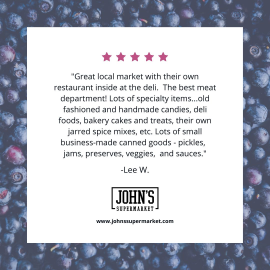 "Great local market with their own
restaurant inside at the deli. The best meat
department! Lots of specialty items...old
fashioned and handmade candies, deli
foods, bakery cakes and treats, their own
jarred spice mixes, etc. Lots of small
business-made canned goods - pickles,
jams, preserves, veggies, and sauces."
-Lee W.
JOHN'S
SUPERMARKET
www.johnssupermarket.com